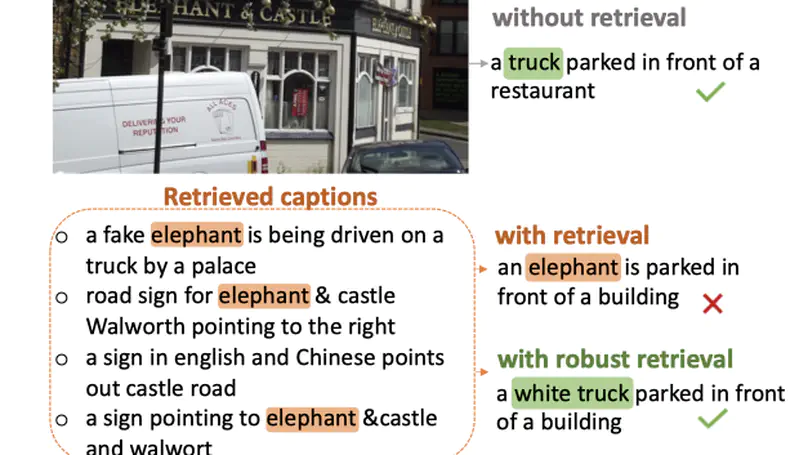 ELEPHANT & CASTLE
ELEPHANT & CASTLE
DELIVERING YOUR
REPUTATION
ALL ACES
without retrieval
a truck parked in front of a
restaurant
Retrieved captions
a fake elephant is being driven on a
truck by a palace
road sign for elephant & castle
Walworth pointing to the right
a sign in english and Chinese points
out castle road
a sign pointing to elephant &castle
and walwort
with retrieval
an elephant is parked in
front of a building
with robust retrieval
a white truck parked in front
of a building